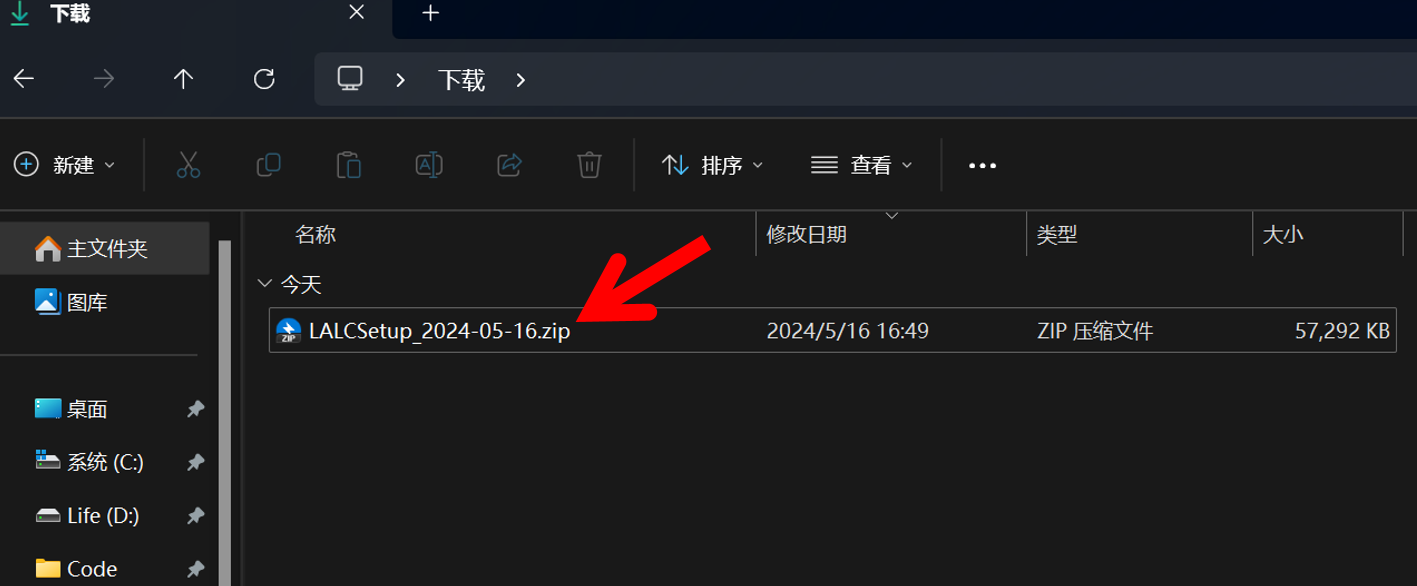 下载
下载
新建 排序 查看
名称 修改日期 类型 大小
主文件夹
今天
图库
ZIP LALCSetup_2024-05-16.zip 2024/5/16 16:49 ZIP 压缩文件 57,292 KB
桌面
系统 (C:)
Life (D:)
Code